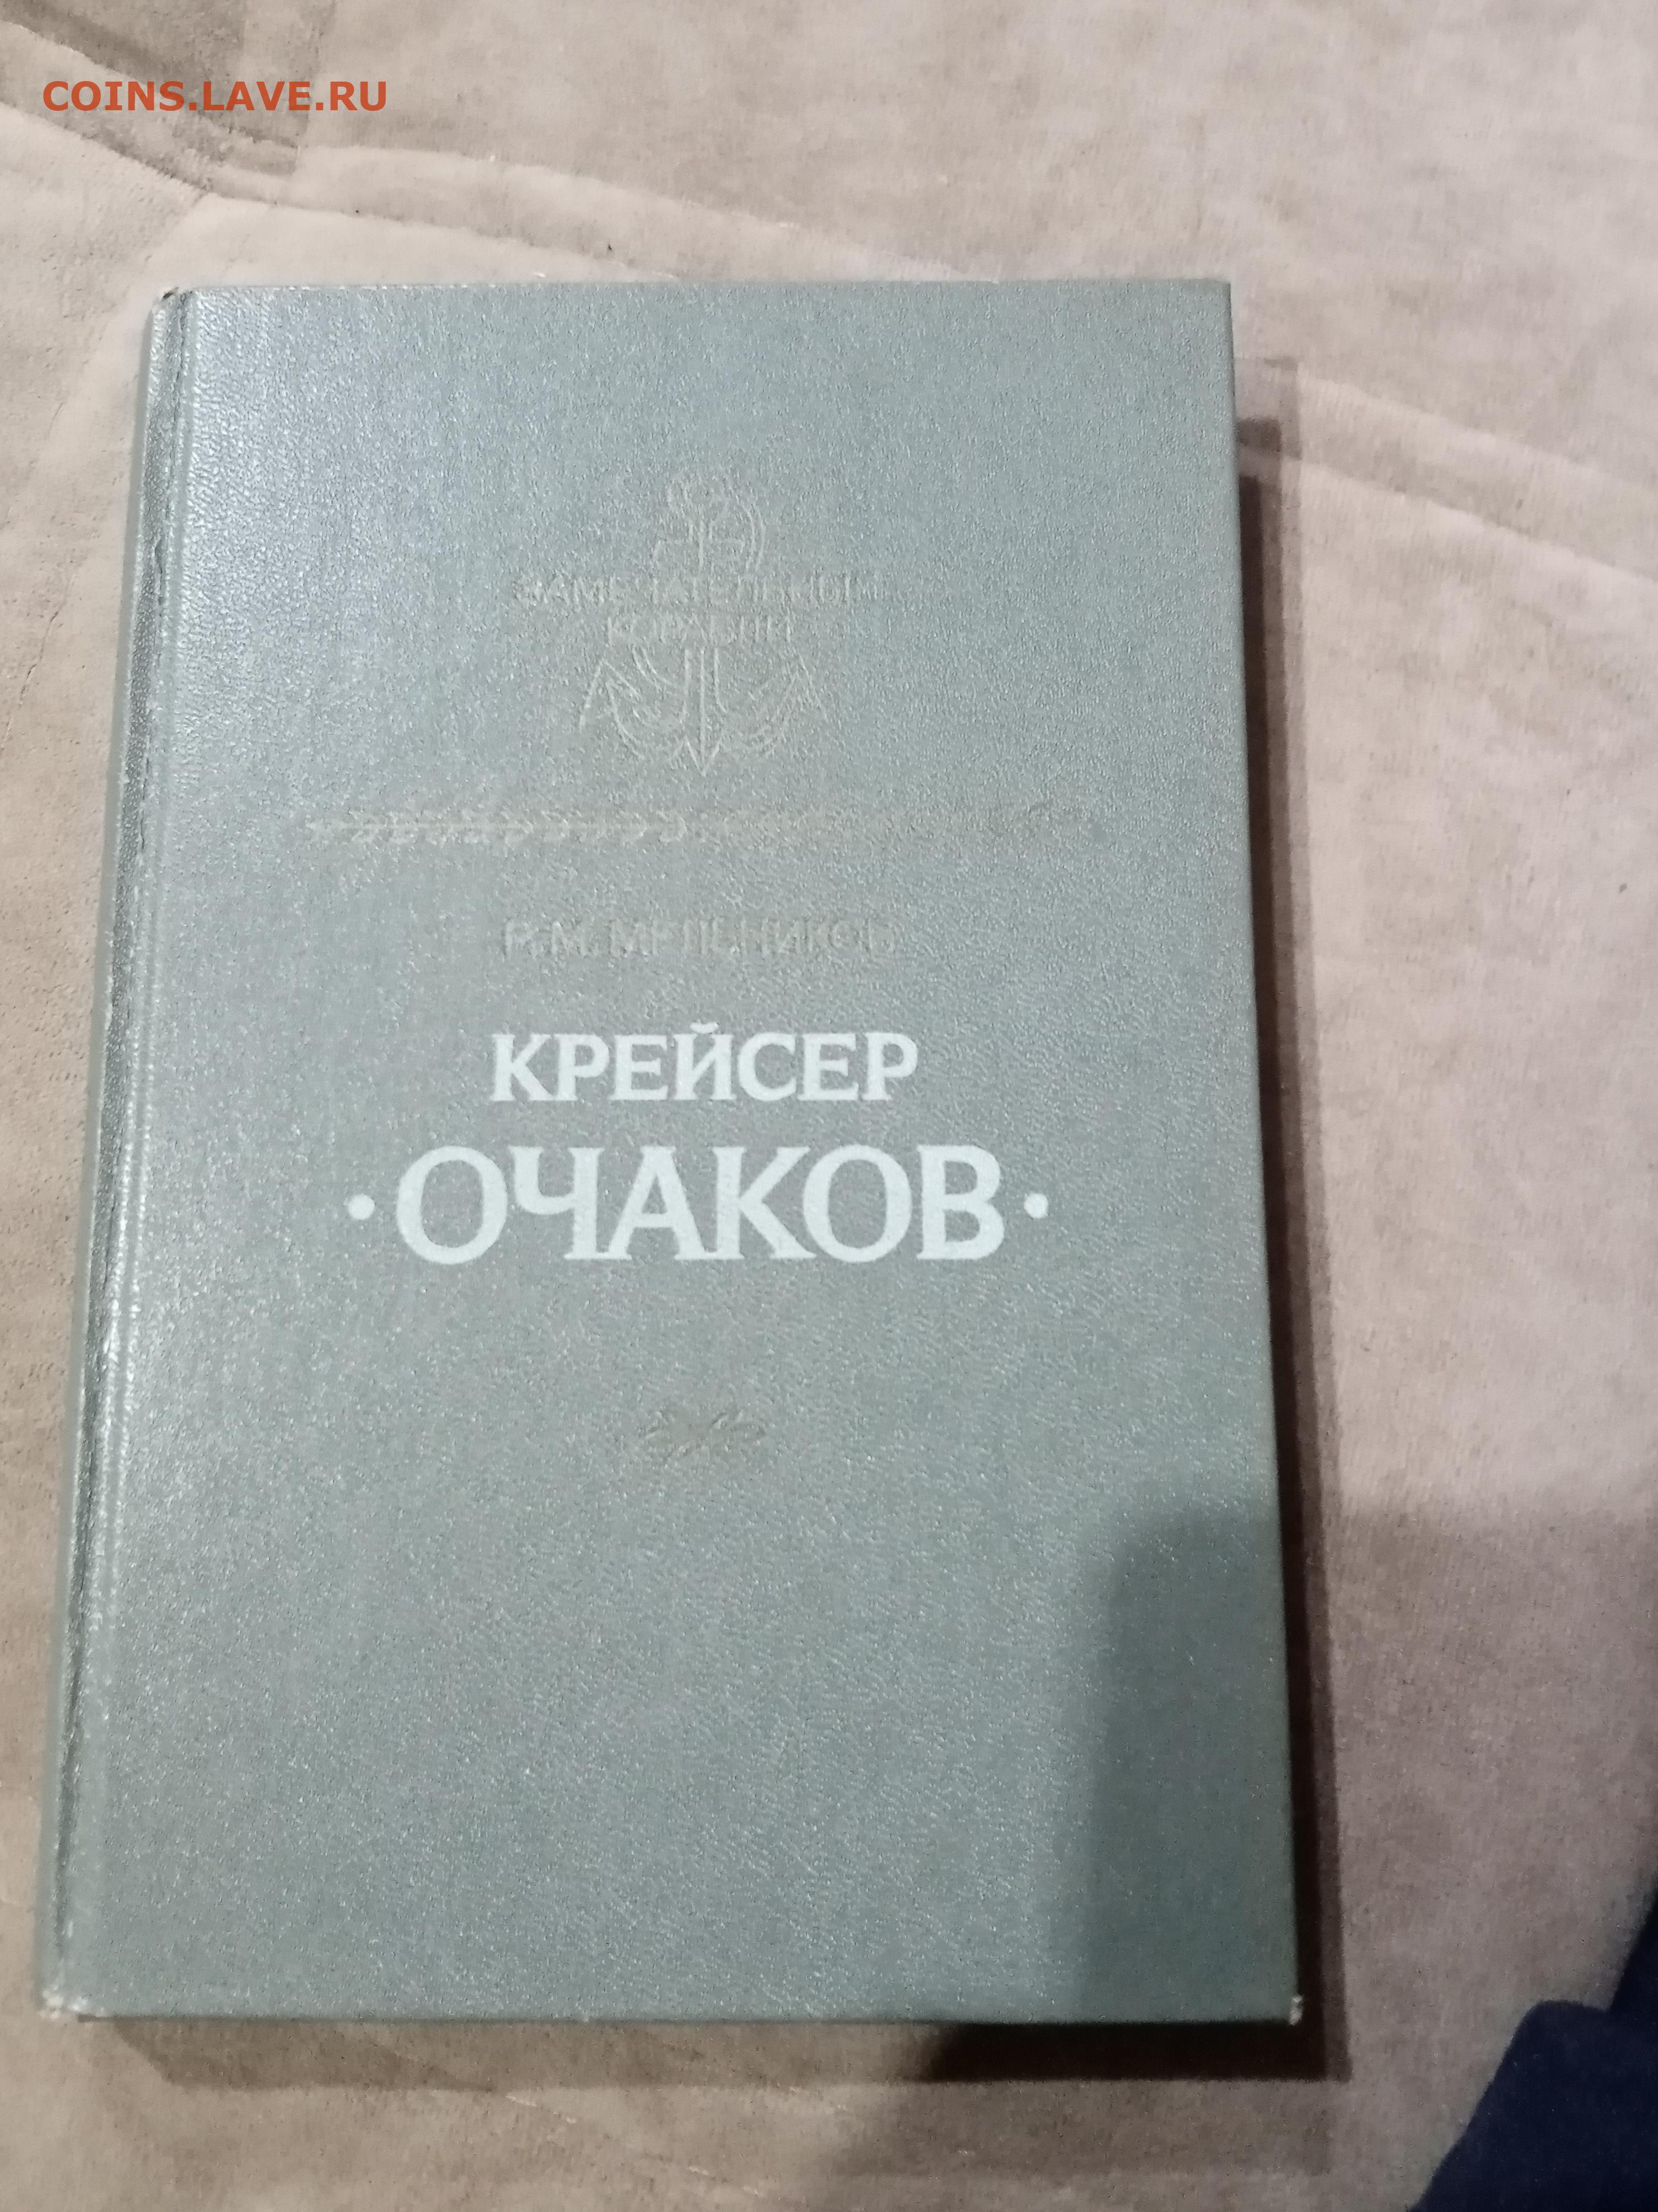 COINS.LAVE.RU
ЗАМЕЧАТЕЛЬНЫЕ
КОРАБЛИ
Р. М. МЕЛЬНИКОВ
КРЕЙСЕР
·ОЧАКОВ·